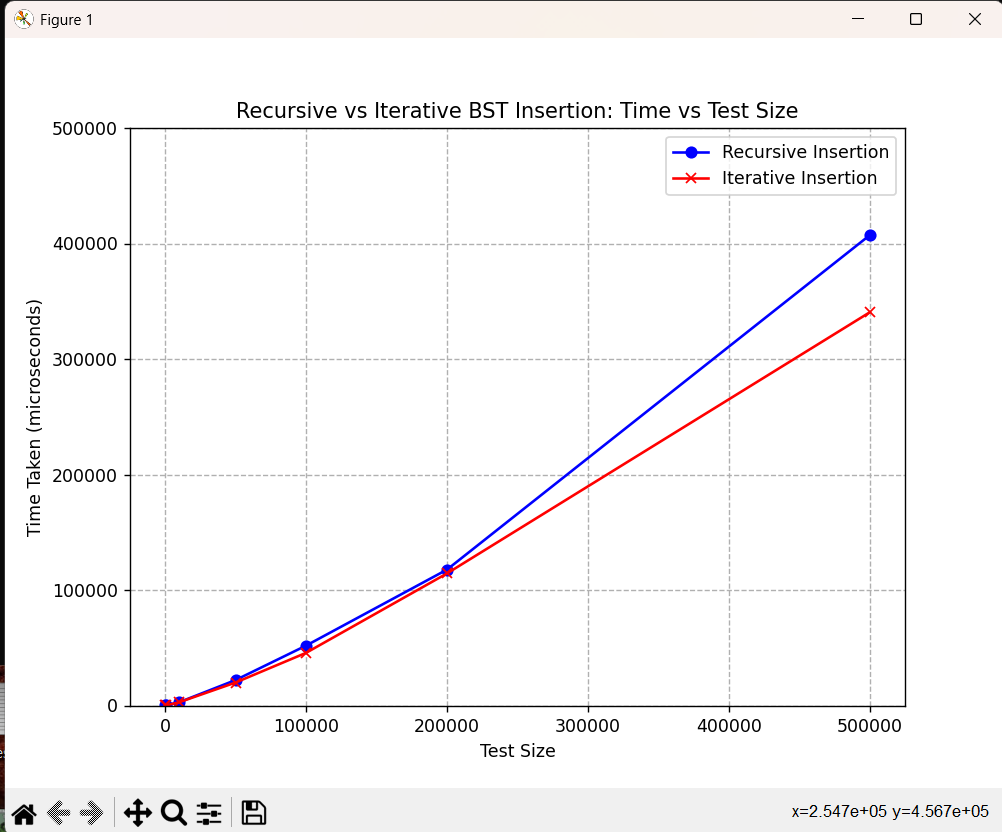 Figure 1
Recursive vs Iterative BST Insertion: Time vs Test Size
Recursive Insertion
Iterative Insertion
Time Taken (microseconds)
500000
400000
300000
200000
100000
0
0 100000 200000 300000 400000 500000
Test Size
x=2.547e+05 y=4.567e+05